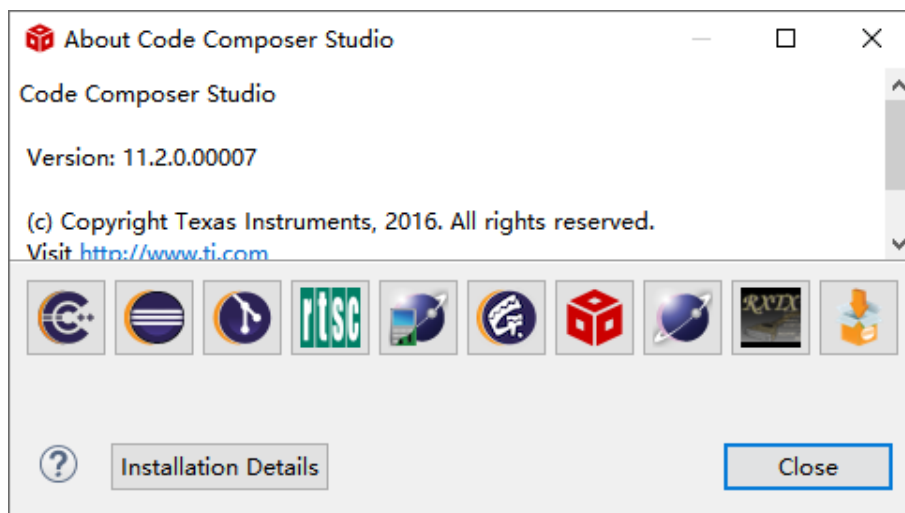 About Code Composer Studio
Code Composer Studio
Version: 11.2.0.00007
(c) Copyright Texas Instruments, 2016. All rights reserved.
Visit http://www.ti.com
rtsc
RXTX
?
Installation Details
Close